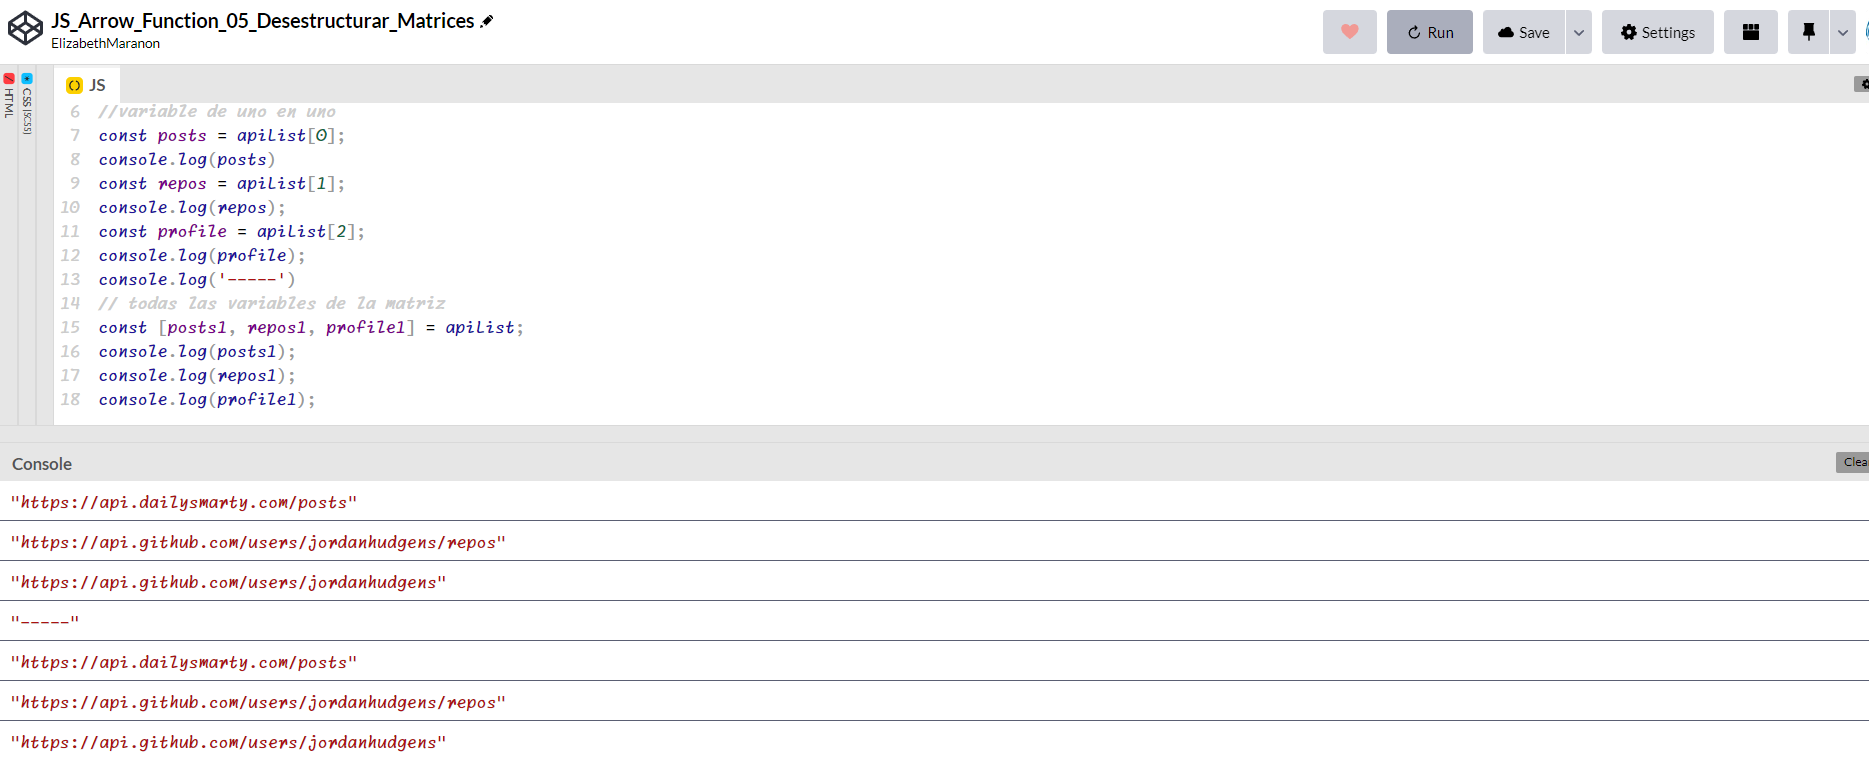 JS_Arrow_Function_05_Desestructurar_Matrices
ElizabethMaranon
Run
Save
Settings
HTML
CSS (SCSS)
() JS
6 //variable de uno en uno
7 const posts = apiList[0];
8 console.log(posts)
9 const repos = apiList[1];
10 console.log(repos);
11 const profile = apiList[2];
12 console.log(profile);
13 console.log('-----')
14 // todas las variables de la matriz
15 const [posts1, repos1, profile1] = apiList;
16 console.log(posts1);
17 console.log(repos1);
18 console.log(profile1);
Console
Clea
"https://api.dailysmarty.com/posts"
"https://api.github.com/users/jordanhudgens/repos"
"https://api.github.com/users/jordanhudgens"
"-----"
"https://api.dailysmarty.com/posts"
"https://api.github.com/users/jordanhudgens/repos"
"https://api.github.com/users/jordanhudgens"